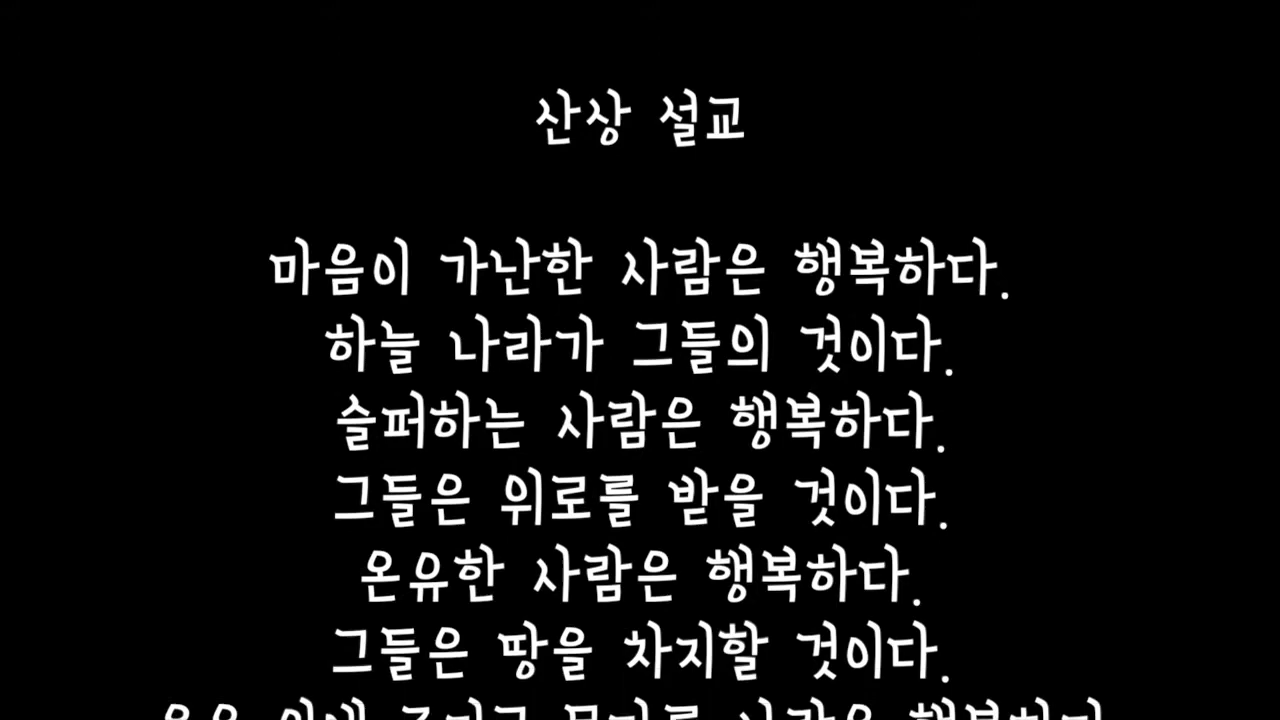 산상 설교
마음이 가난한 사람은 행복하다.
하늘 나라가 그들의 것이다.
슬퍼하는 사람은 행복하다.
그들은 위로를 받을 것이다.
온유한 사람은 행복하다.
그들은 땅을 차지할 것이다.